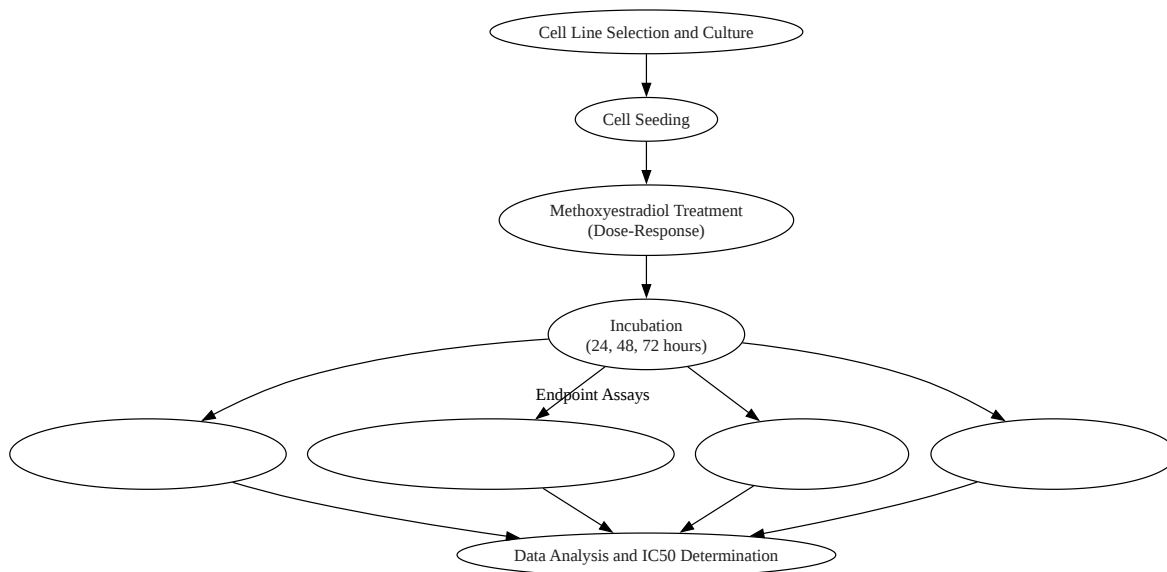 Cell Line Selection and Culture
Cell Seeding
Methoxyestradiol Treatment
(Dose-Response)
Incubation
(24, 48, 72 hours)
Endpoint Assays
Data Analysis and IC50 Determination